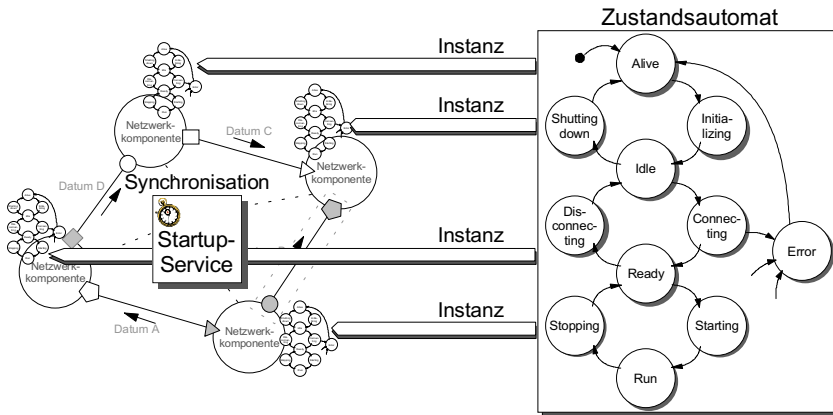 Zustandsautomat
Instanz
Alive
Netzwerk-
komponente
Datum C
Instanz
Shutting
down
Initia-
lizing
Netzwerk-
komponente
Idle
Datum D
Synchronisation
Startup-
Service
Dis-
connec-
ting
Connec-
ting
Instanz
Error
Netzwerk-
komponente
Ready
Datum A
Instanz
Netzwerk-
komponente
Stopping
Starting
Run